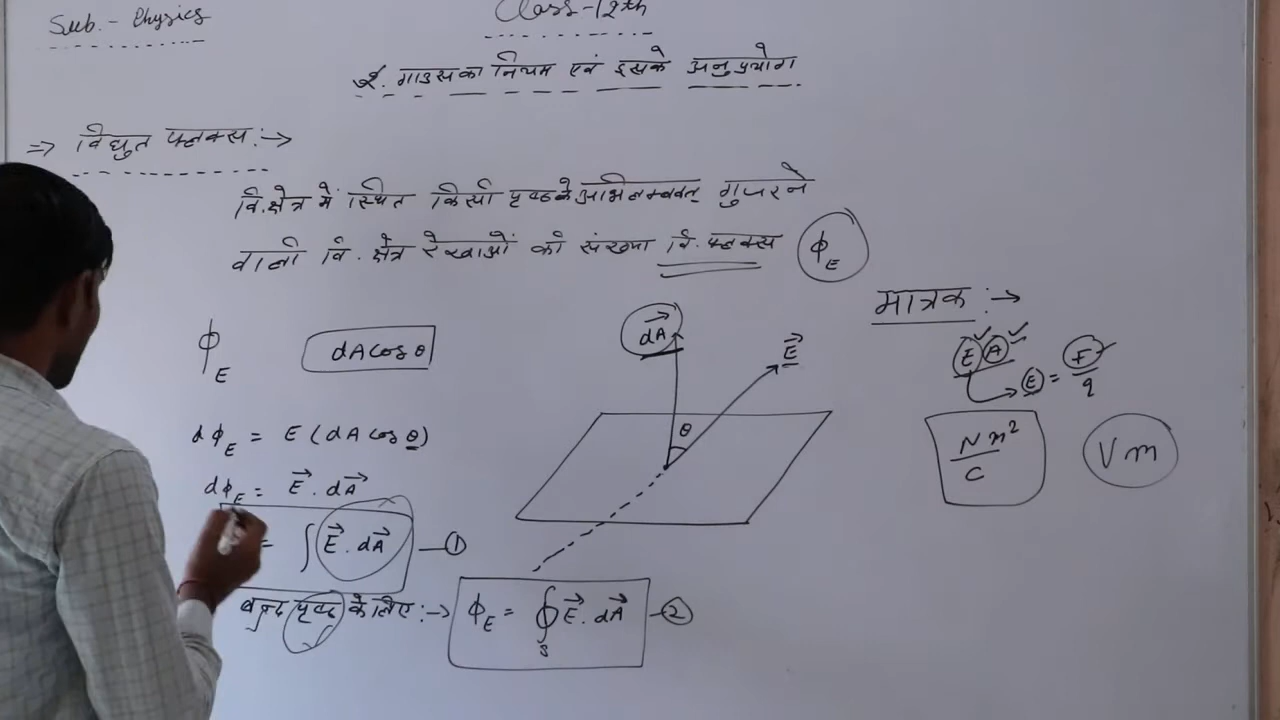 Sub. - Physics
Class-12th
2. गाउस का नियम एवं इसके अनुप्रयोग
⇒ विद्युत फ्लक्स :→
वि. क्षेत्र में स्थित किसी पृष्ठ के अभिलम्बवत् गुजरने
वाली वि. क्षेत्र रेखाओं की संख्या वि. फ्लक्स ϕ_E
ϕ_E dA cos θ
dϕ_E = E (dA cos θ)
dϕ_E = E⃗ . dA⃗
= ∫ E⃗ . dA⃗ — ①
बन्द पृष्ठ के लिए :→ ϕ_E = ∮_S E⃗ . dA⃗ — ②
dA⃗
E⃗
θ
मात्रक :→
E A
E = F/q
N m²/C
V m